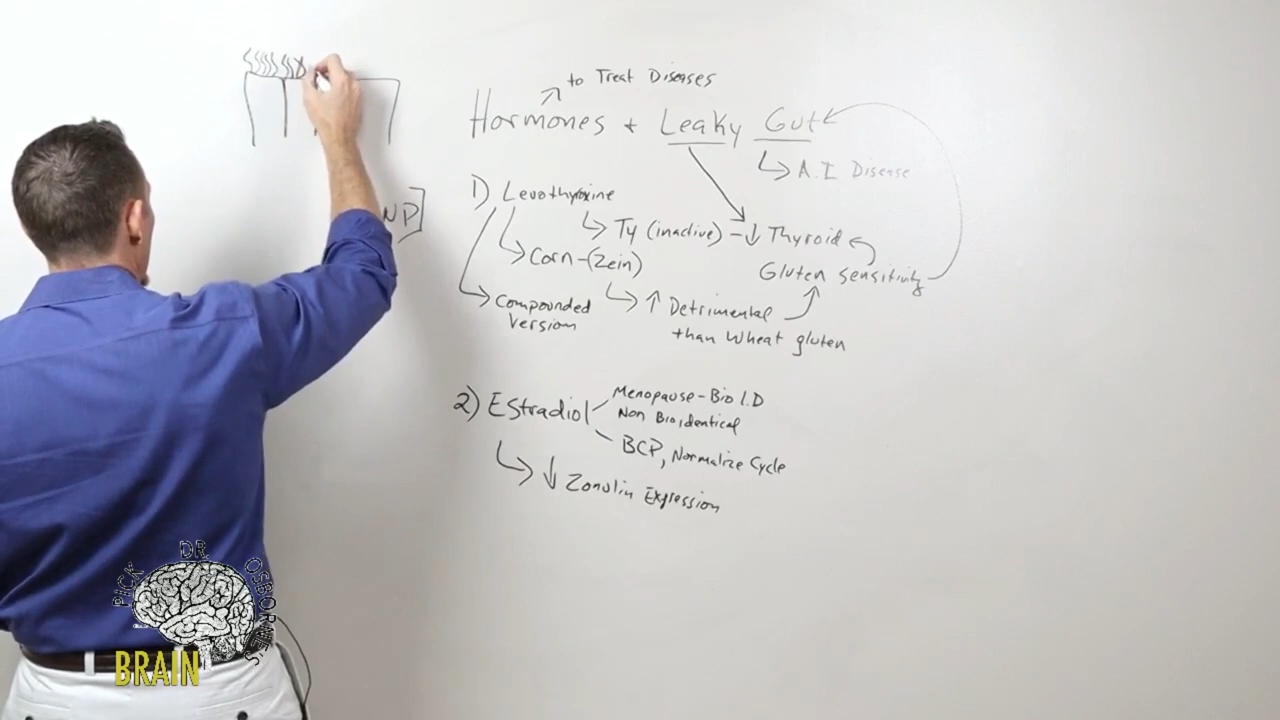 to Treat Diseases
Hormones + Leaky Gut
A.I Disease
1) Levothyroxine
T4 (inactive) - ↓ Thyroid
Corn-(Zein)
Gluten sensitivity
Compounded
Version
↑ Detrimental
than wheat gluten
2) Estradiol
Menopause-Bio I.D
Non Bioidentical
BCP, Normalize Cycle
↓ Zonulin Expression
PICK DR. OSBORNE'S
BRAIN